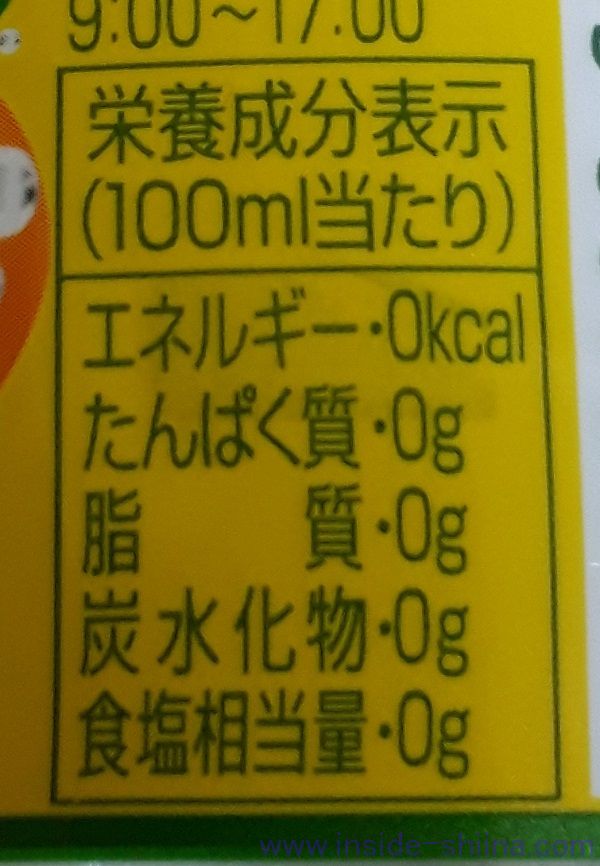 9:00～17:00
栄養成分表示
(100ml当たり)
エネルギー・0kcal
たんぱく質・0g
脂質・0g
炭水化物・0g
食塩相当量・0g
www.inside-shiina.com